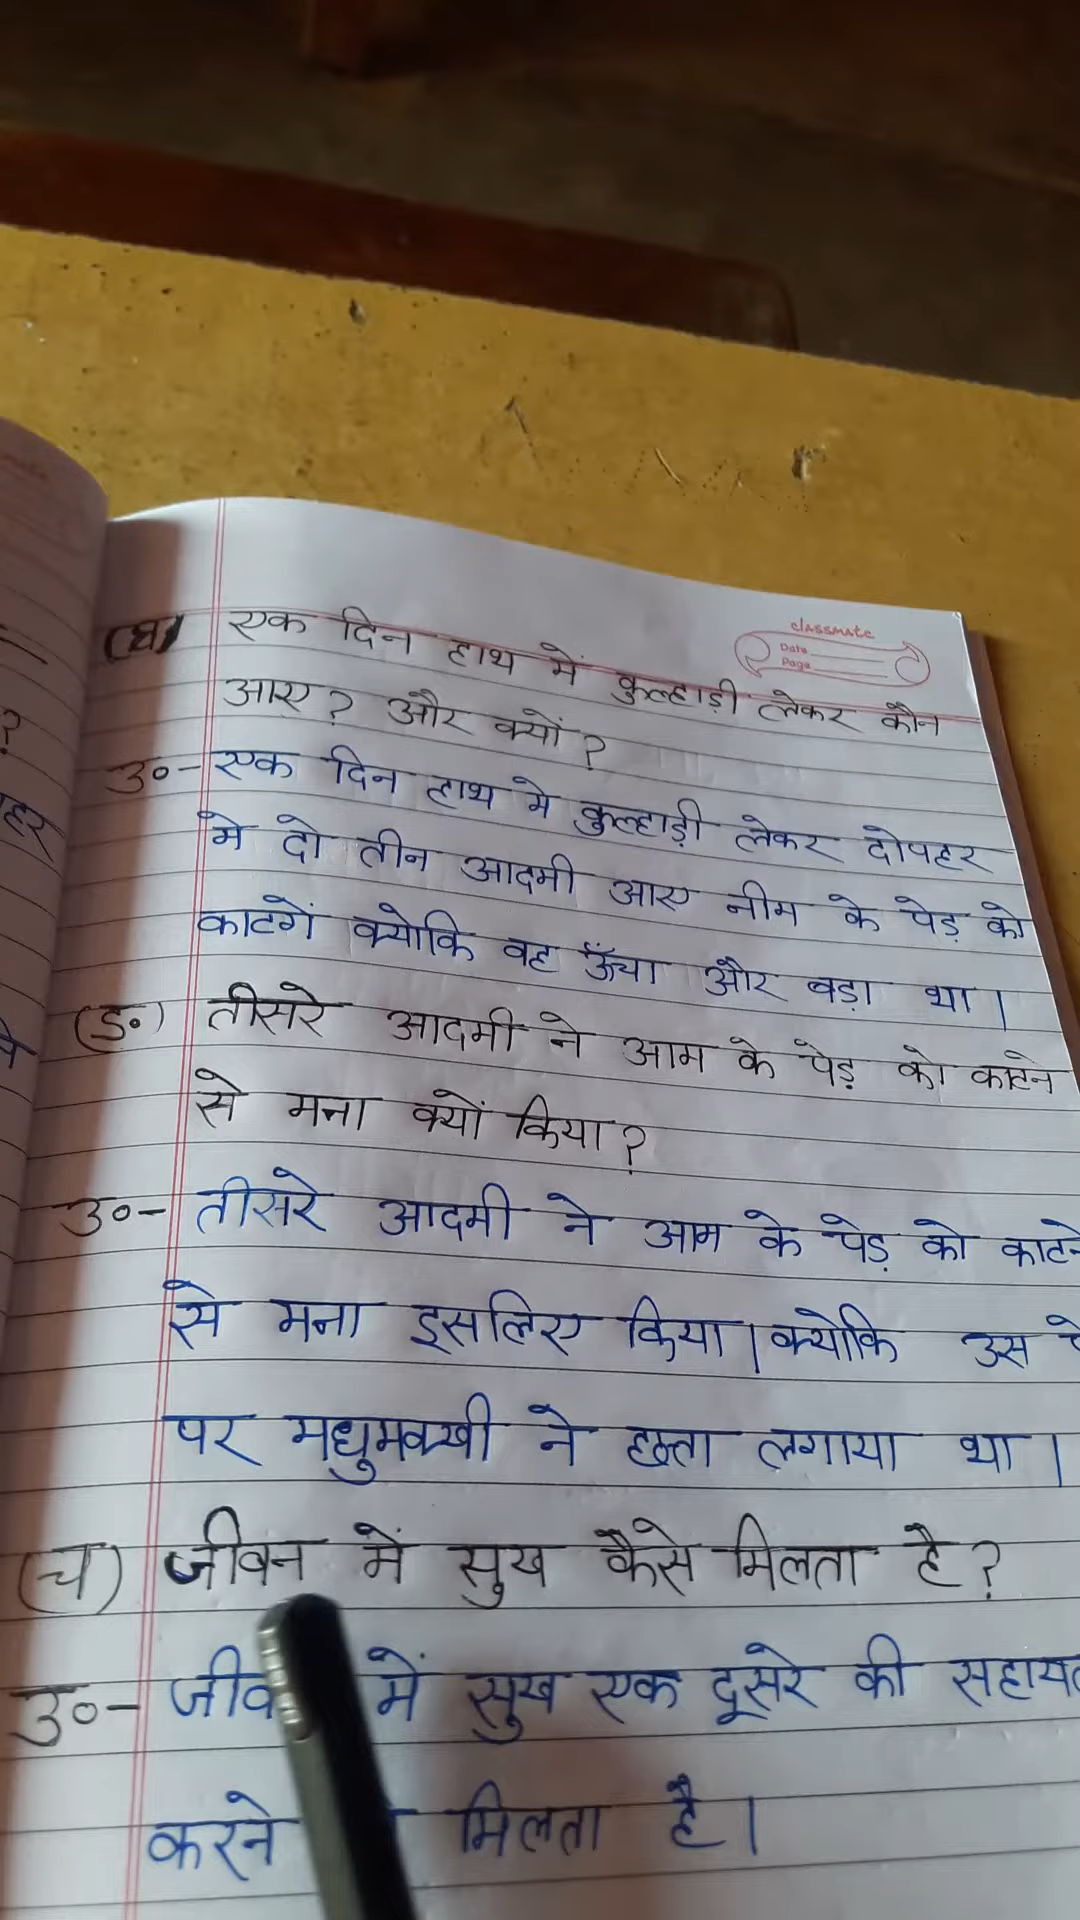 classmate
Date
Page
(घ) एक दिन हाथ में कुल्हाड़ी लेकर कौन
आए? और क्यों?
उ०- एक दिन हाथ मे कुल्हाड़ी लेकर दोपहर
मे दो तीन आदमी आए नीम के पेड़ को
काटगें क्योकि वह ऊँचा और बड़ा था।
(ड०) तीसरे आदमी ने आम के पेड़ को काटने
से मना क्यों किया?
उ०- तीसरे आदमी ने आम के पेड़ को काटने
से मना इसलिए किया। क्योकि उस
पर मधुमक्खी ने छत्ता लगाया था।
(च) जीवन में सुख कैसे मिलता है?
उ०- में सुख एक दूसरे की
करने मिलता है।
?